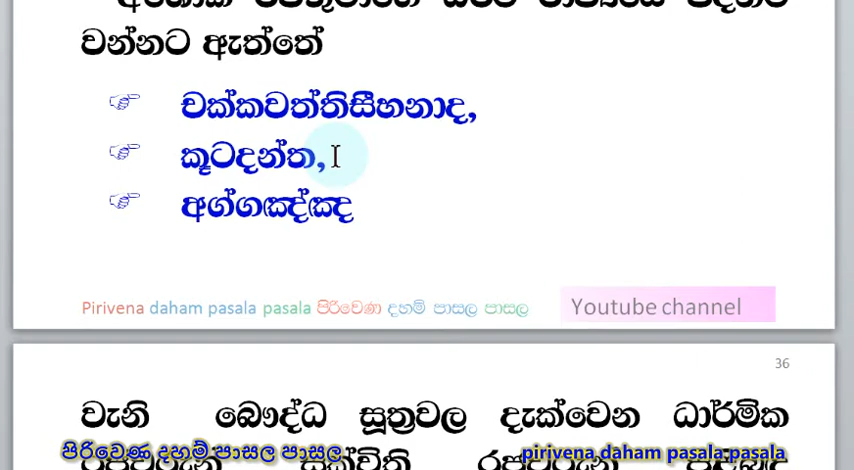 වන්නට ඇත්තේ
චක්කවත්තිසීහනාද,
කූටදන්ත,
අග්ගඤ්ඤ
Pirivena daham pasala pasala පිරිවෙණ දහම් පාසල පාසල
Youtube channel
36
වැනි බෞද්ධ සූත්‍රවල දැක්වෙන ධාර්මික
පිරිවෙණ දහම් පාසල පාසල
pirivena daham pasala pasala